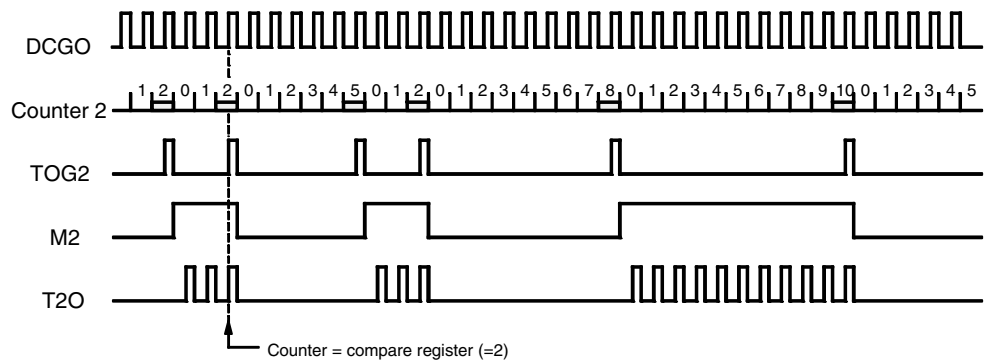 DCGO
Counter 2 1 2 0 1 2 0 1 2 3 4 5 0 1 2 0 1 2 3 4 5 6 7 8 0 1 2 3 4 5 6 7 8 9 10 0 1 2 3 4 5
TOG2
M2
T2O
Counter = compare register (=2)